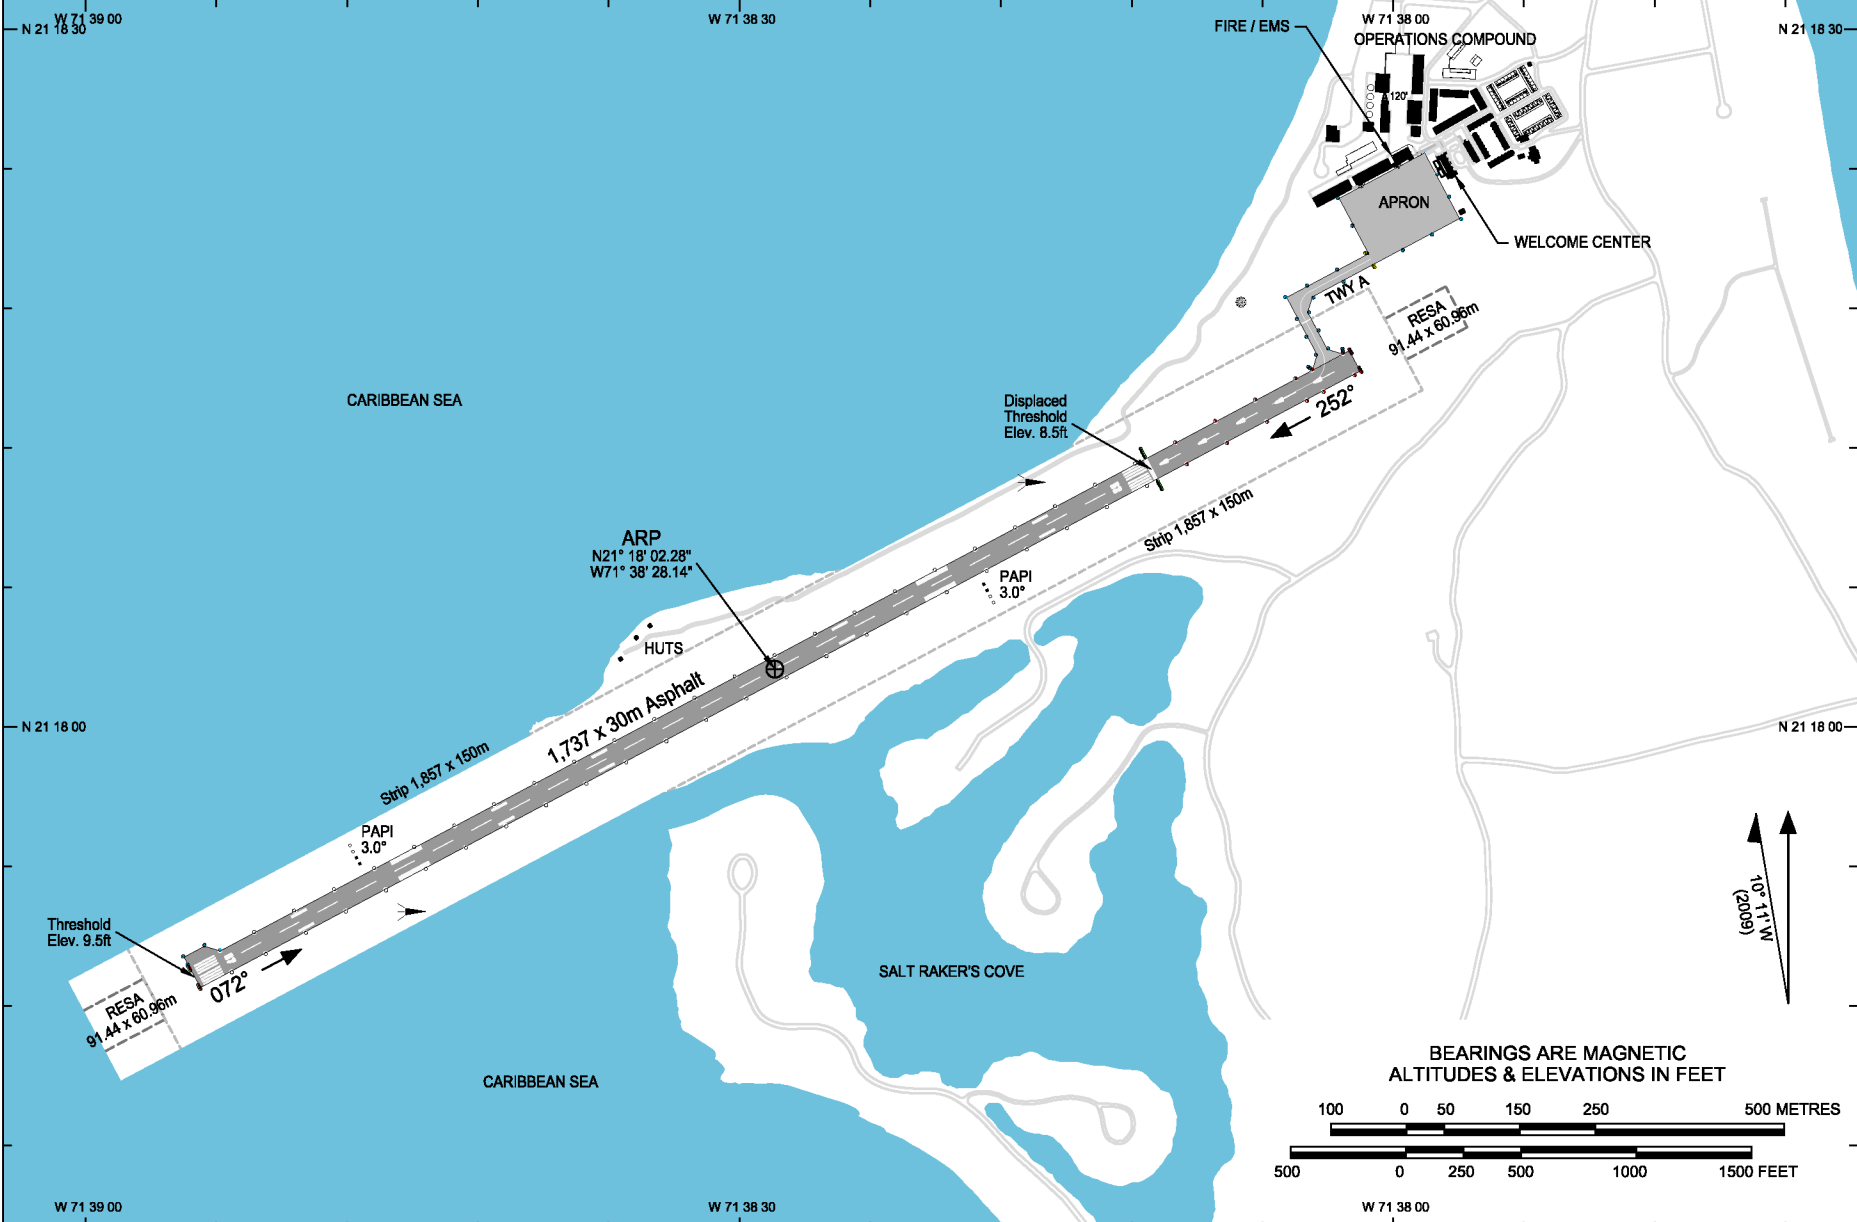 W 71 39 00
W 71 38 30
W 71 38 00
N 21 18 30
N 21 18 30
FIRE / EMS
OPERATIONS COMPOUND
120'
APRON
WELCOME CENTER
TWY A
RESA
91.44 x 60.96m
CARIBBEAN SEA
Displaced
Threshold
Elev. 8.5ft
252°
Strip 1,857 x 150m
ARP
N21° 18' 02.28"
W71° 38' 28.14"
PAPI
3.0°
HUTS
1,737 x 30m Asphalt
N 21 18 00
N 21 18 00
Strip 1,857 x 150m
PAPI
3.0°
Threshold
Elev. 9.5ft
072°
RESA
91.44 x 60.96m
SALT RAKER'S COVE
10° 11' W
(2009)
CARIBBEAN SEA
BEARINGS ARE MAGNETIC
ALTITUDES & ELEVATIONS IN FEET
100 0 50 150 250 500 METRES
500 0 250 500 1000 1500 FEET
W 71 39 00
W 71 38 30
W 71 38 00